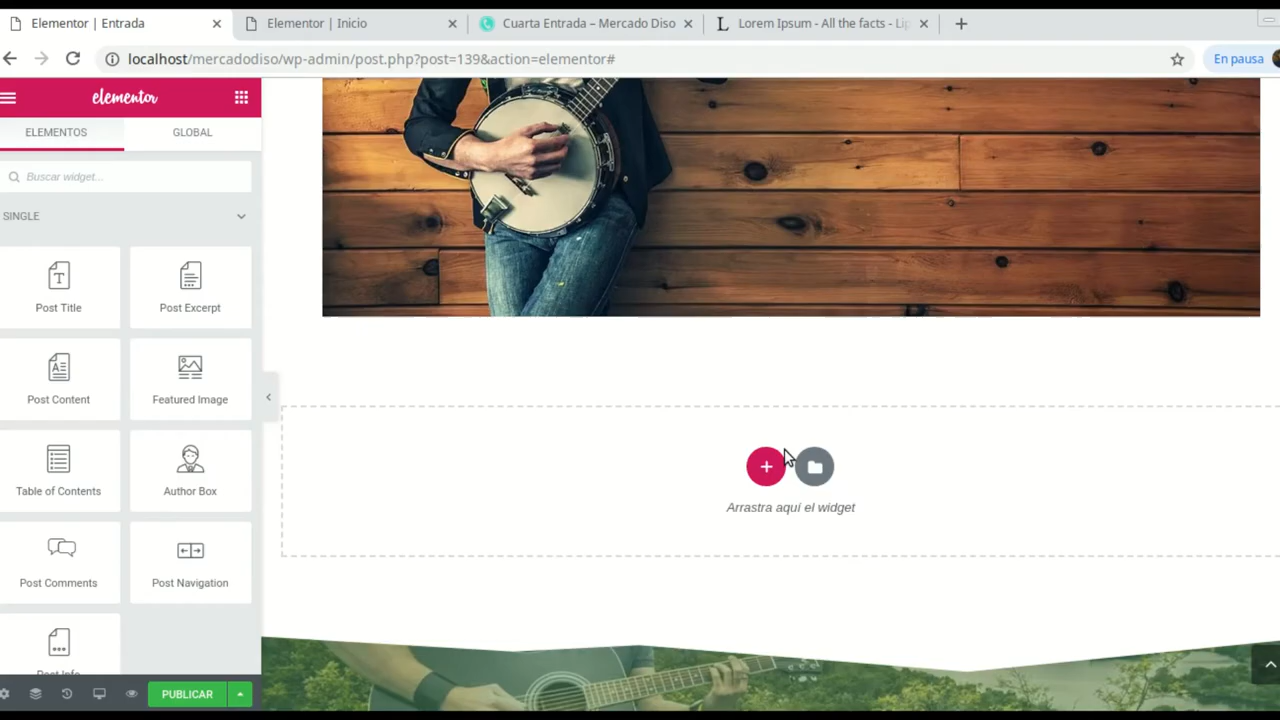 Elementor | Entrada
Elementor | Inicio
Cuarta Entrada – Mercado Diso
Lorem Ipsum - All the facts - Lip
localhost/mercadodiso/wp-admin/post.php?post=139&action=elementor#
En pausa
elementor
ELEMENTOS
GLOBAL
Buscar widget...
SINGLE
Post Title
Post Excerpt
Post Content
Featured Image
Table of Contents
Author Box
Post Comments
Post Navigation
Post Info
Arrastra aquí el widget
PUBLICAR